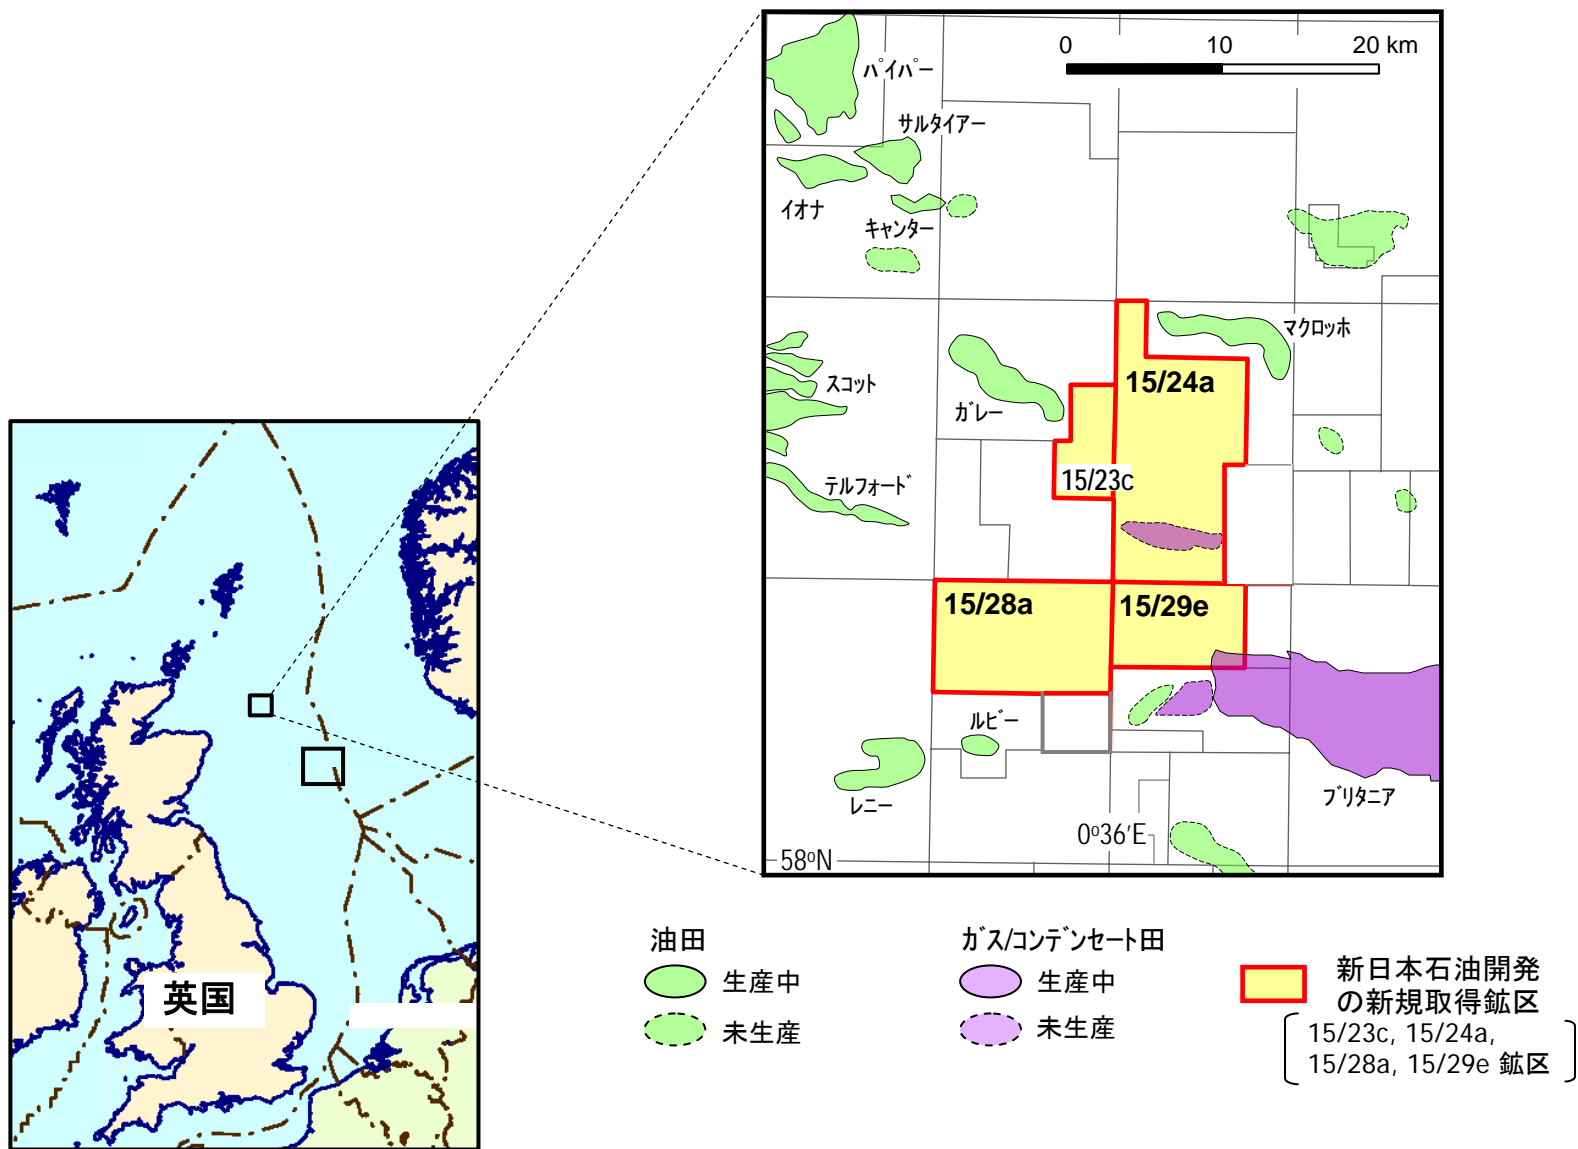 0 10 20 km
パイパー
サルタイアー
イオナ
キャンター
マクロッホ
スコット
ガレー
15/24a
15/23c
テルフォード
15/28a
15/29e
ルビー
レニー
ブリタニア
0º36'E
58ºN
英国
油田
生産中
未生産
ガス/コンデンセート田
生産中
未生産
新日本石油開発
の新規取得鉱区
15/23c, 15/24a,
15/28a, 15/29e 鉱区